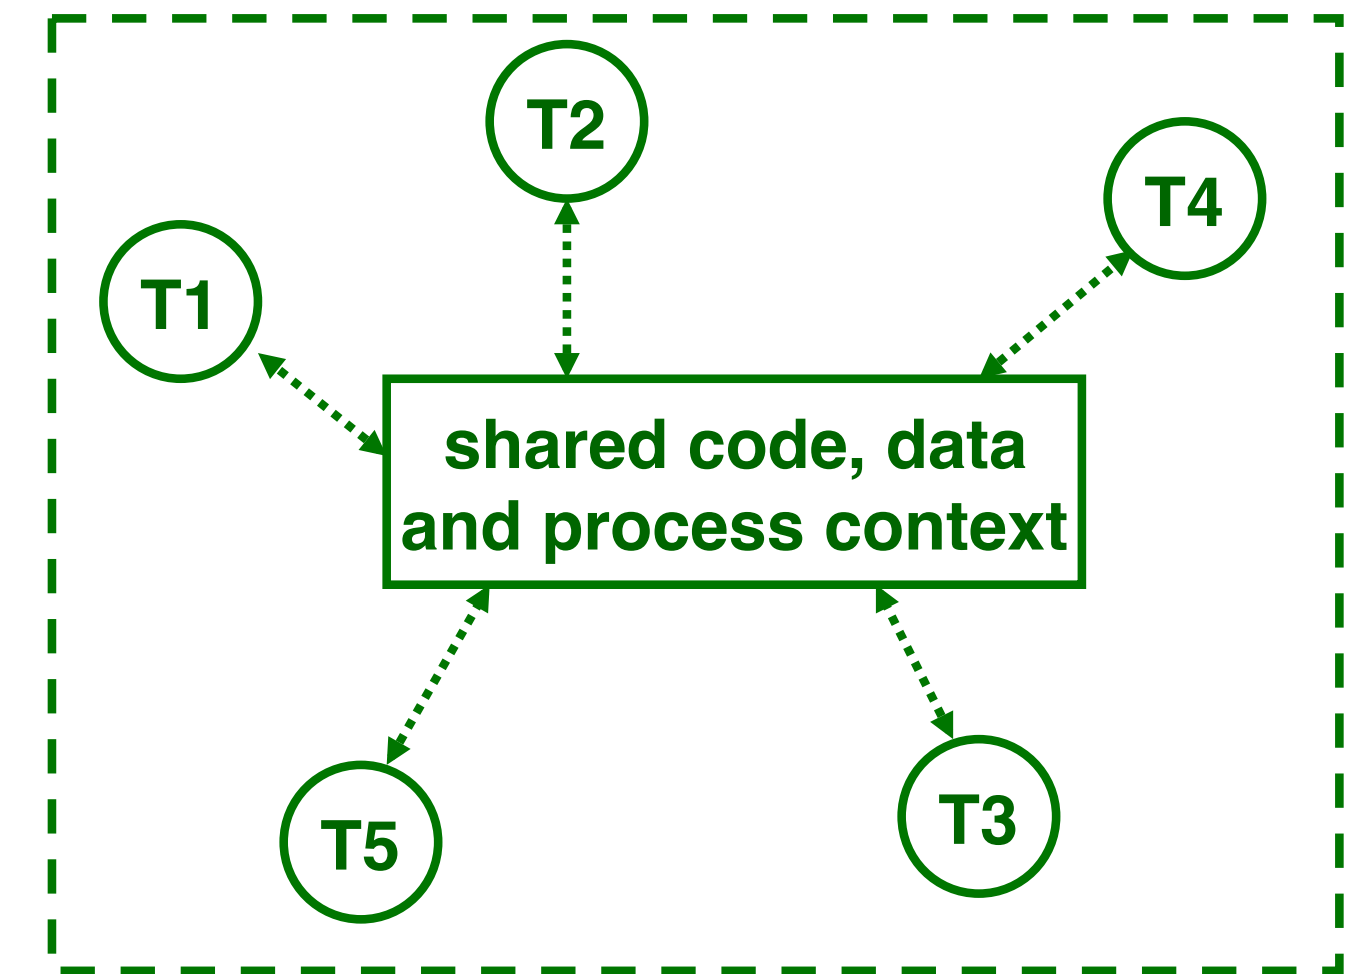 T2
T4
T1
shared code, data
and process context
T3
T5